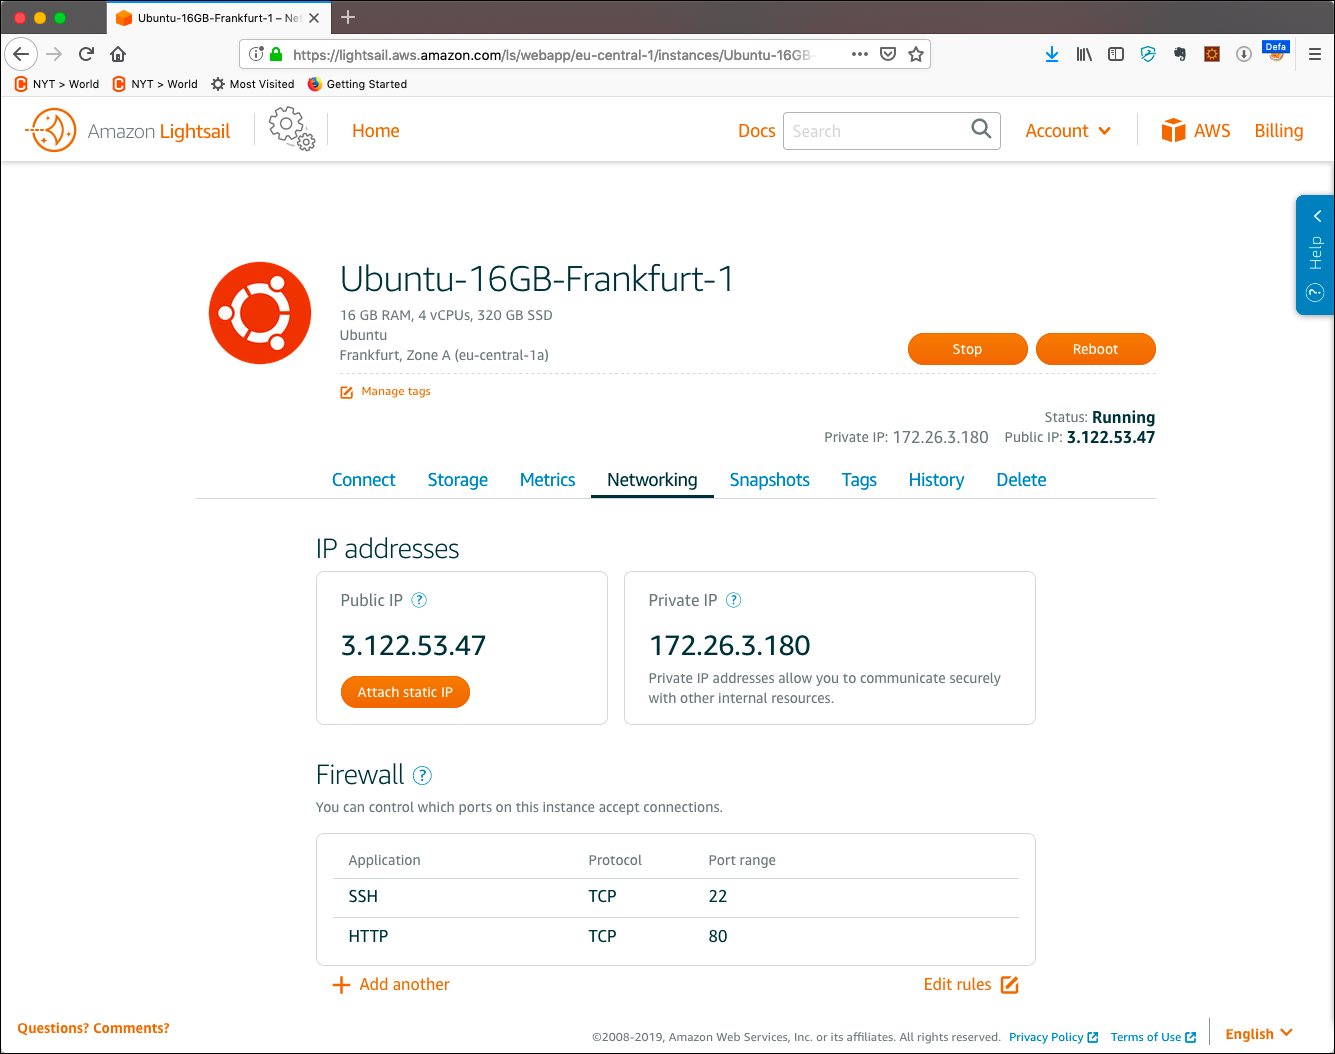 Ubuntu-16GB-Frankfurt-1 – Net
https://lightsail.aws.amazon.com/ls/webapp/eu-central-1/instances/Ubuntu-16GB-
Defa
NYT > World NYT > World Most Visited Getting Started
Amazon Lightsail Home Docs Search Account AWS Billing
Help
Ubuntu-16GB-Frankfurt-1
16 GB RAM, 4 vCPUs, 320 GB SSD
Ubuntu
Frankfurt, Zone A (eu-central-1a)
Stop Reboot
Manage tags
Status: Running
Private IP: 172.26.3.180 Public IP: 3.122.53.47
Connect Storage Metrics Networking Snapshots Tags History Delete
IP addresses
Public IP ?
3.122.53.47
Attach static IP
Private IP ?
172.26.3.180
Private IP addresses allow you to communicate securely
with other internal resources.
Firewall ?
You can control which ports on this instance accept connections.
Application Protocol Port range
SSH TCP 22
HTTP TCP 80
Add another Edit rules
Questions? Comments?
©2008-2019, Amazon Web Services, Inc. or its affiliates. All rights reserved. Privacy Policy Terms of Use English